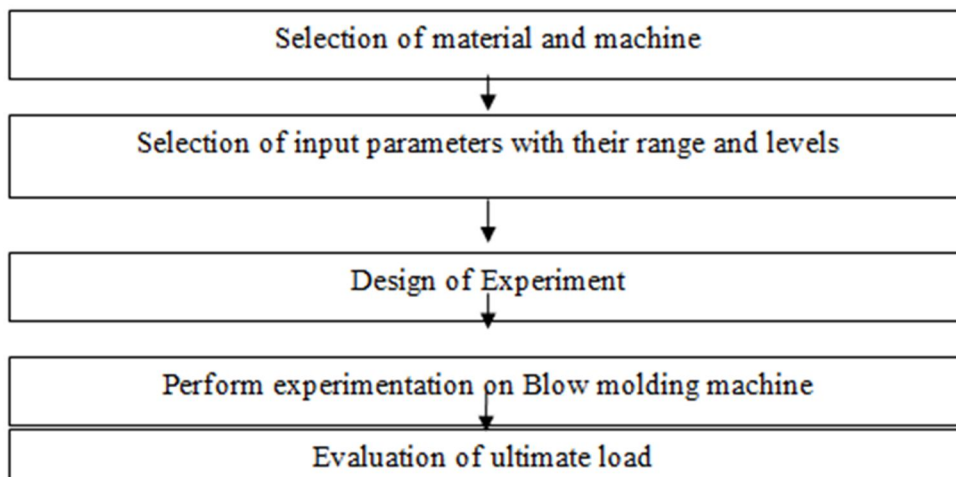 Selection of material and machine
Selection of input parameters with their range and levels
Design of Experiment
Perform experimentation on Blow molding machine
Evaluation of ultimate load